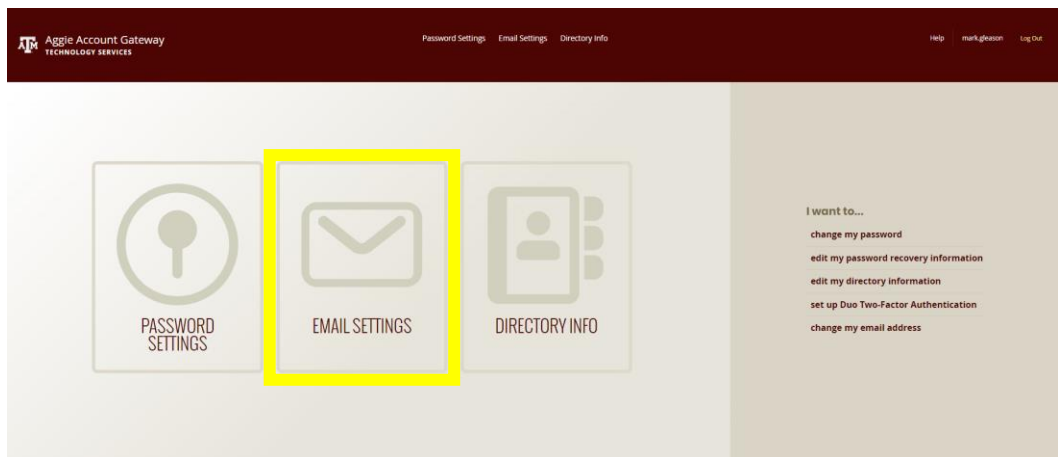 Aggie Account Gateway
TECHNOLOGY SERVICES
Password Settings Email Settings Directory Info
Help mark.gleason Log Out
PASSWORD
SETTINGS
EMAIL SETTINGS
DIRECTORY INFO
I want to...
change my password
edit my password recovery information
edit my directory information
set up Duo Two-Factor Authentication
change my email address